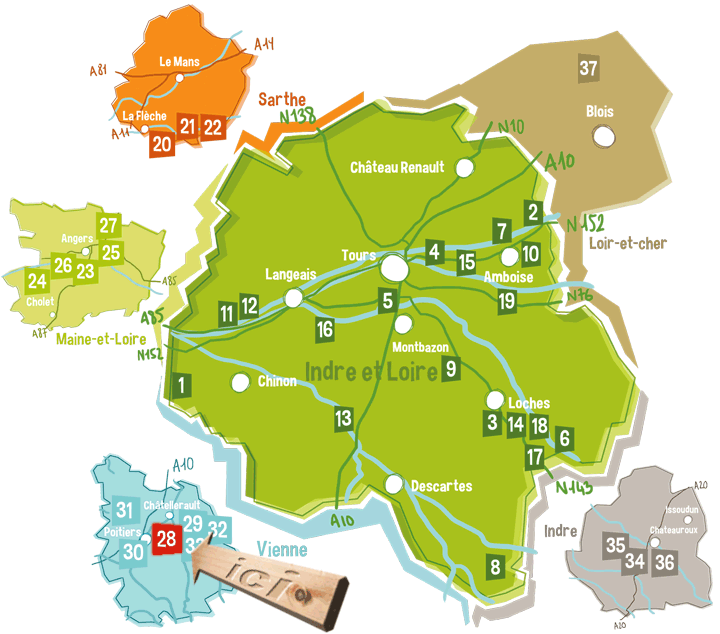 A14
A81
Le Mans
La Flèche
A11
20
21
22
Sarthe
N138
37
Blois
N10
Château Renault
A10
2
N152
Loir-et-cher
7
4
15
10
Tours
Amboise
27
Angers
25
26
23
24
Cholet
A85
A87
Maine-et-Loire
Langeais
12
11
A85
N152
5
16
19
N76
Montbazon
Indre et Loire
9
1
Chinon
Loches
13
3
14
18
6
17
N143
Descartes
A10
8
A10
31
Châtellerault
29
32
Poitiers
28
30
Vienne
ici
Indre
A20
Issoudun
Chateauroux
35
34
36
A20